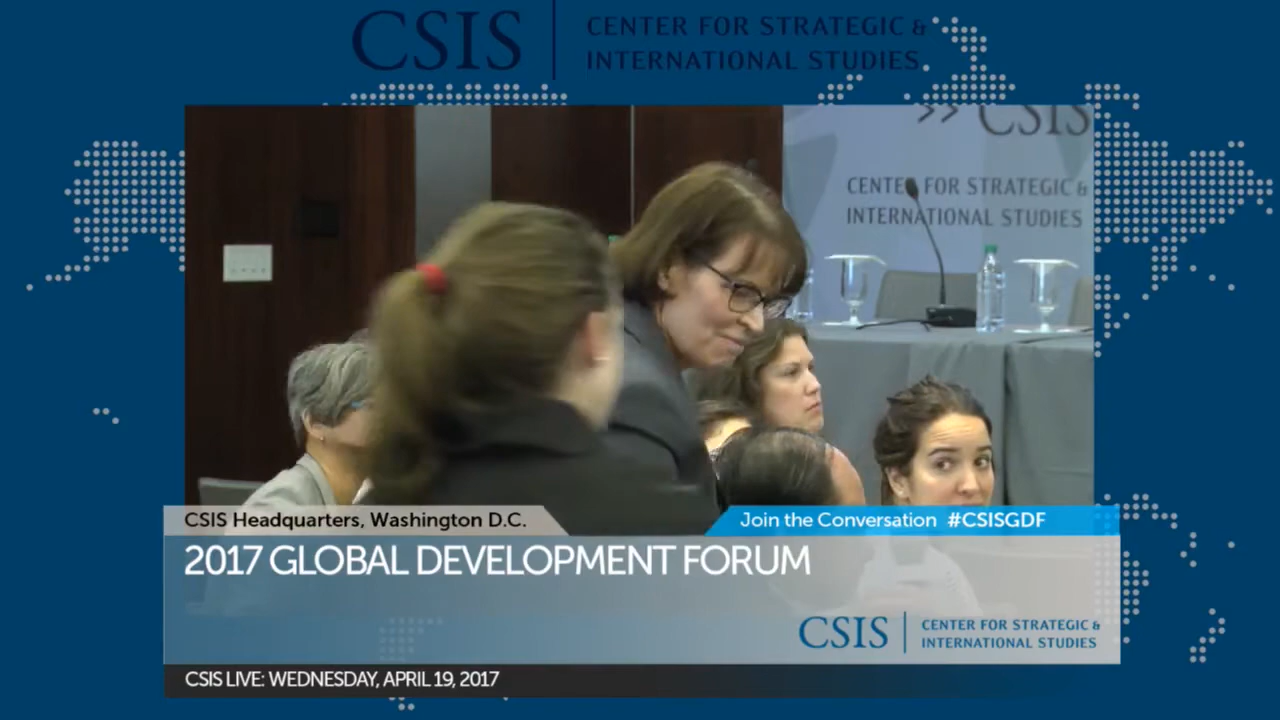 CSIS
CENTER FOR STRATEGIC &
INTERNATIONAL STUDIES
>> CSIS
CENTER FOR STRATEGIC &
INTERNATIONAL STUDIES
CSIS Headquarters, Washington D.C.
Join the Conversation #CSISGDF
2017 GLOBAL DEVELOPMENT FORUM
CSIS
CENTER FOR STRATEGIC &
INTERNATIONAL STUDIES
CSIS LIVE: WEDNESDAY, APRIL 19, 2017